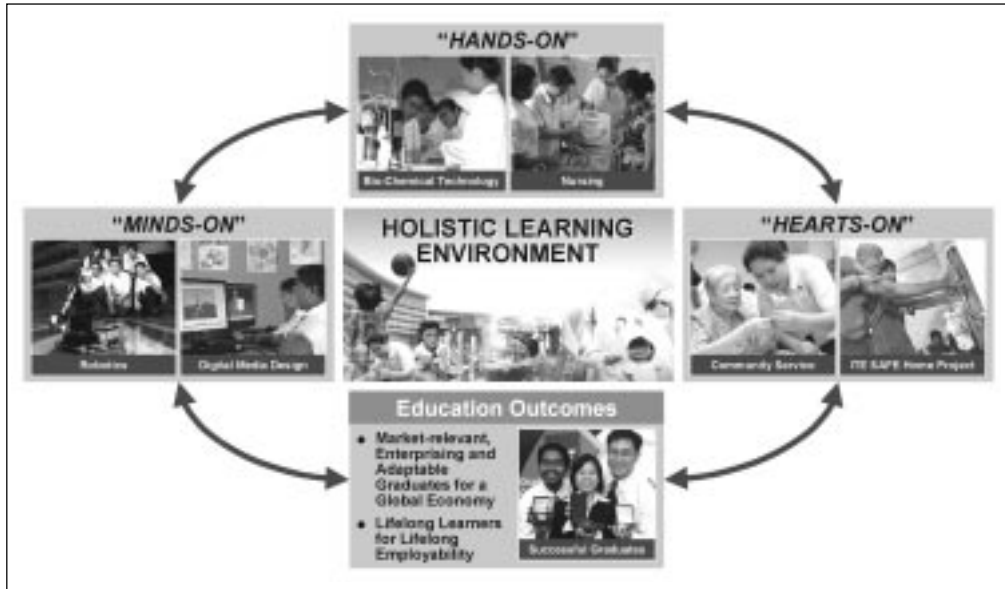 “HANDS-ON”
Bio-Chemical Technology
Nursing
“MINDS-ON”
Robotics
Digital Media Design
HOLISTIC LEARNING
ENVIRONMENT
“HEARTS-ON”
Community Service
ITE SAFE Home Project
Education Outcomes
● Market-relevant,
Enterprising and
Adaptable
Graduates for a
Global Economy
● Lifelong Learners
for Lifelong
Employability
Successful Graduates